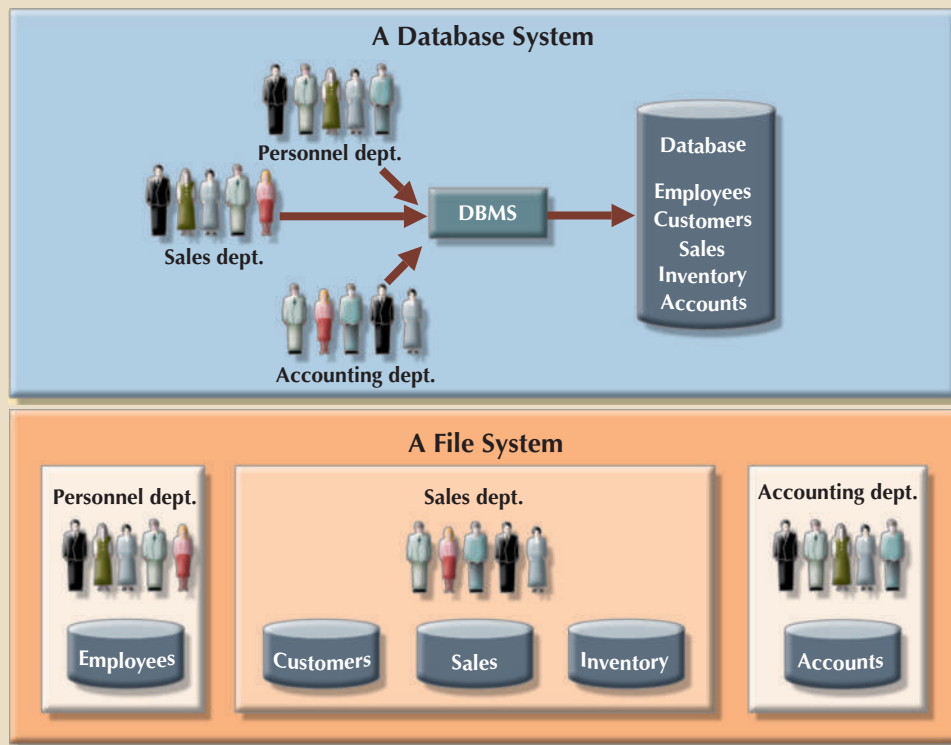 A Database System
Personnel dept.
Sales dept.
Accounting dept.
DBMS
Database
Employees
Customers
Sales
Inventory
Accounts
A File System
Personnel dept.
Employees
Sales dept.
Customers
Sales
Inventory
Accounting dept.
Accounts